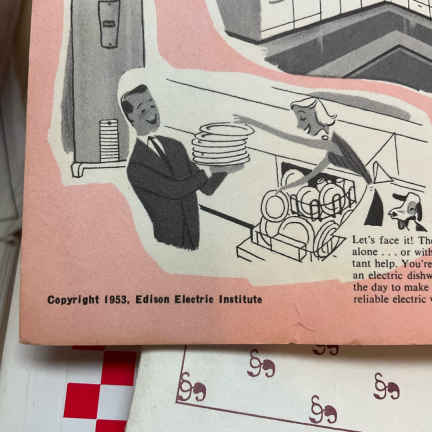 Let's face it! The
alone . . . or with
tant help. You're
an electric dishw
the day to make
reliable electric
Copyright 1953, Edison Electric Institute